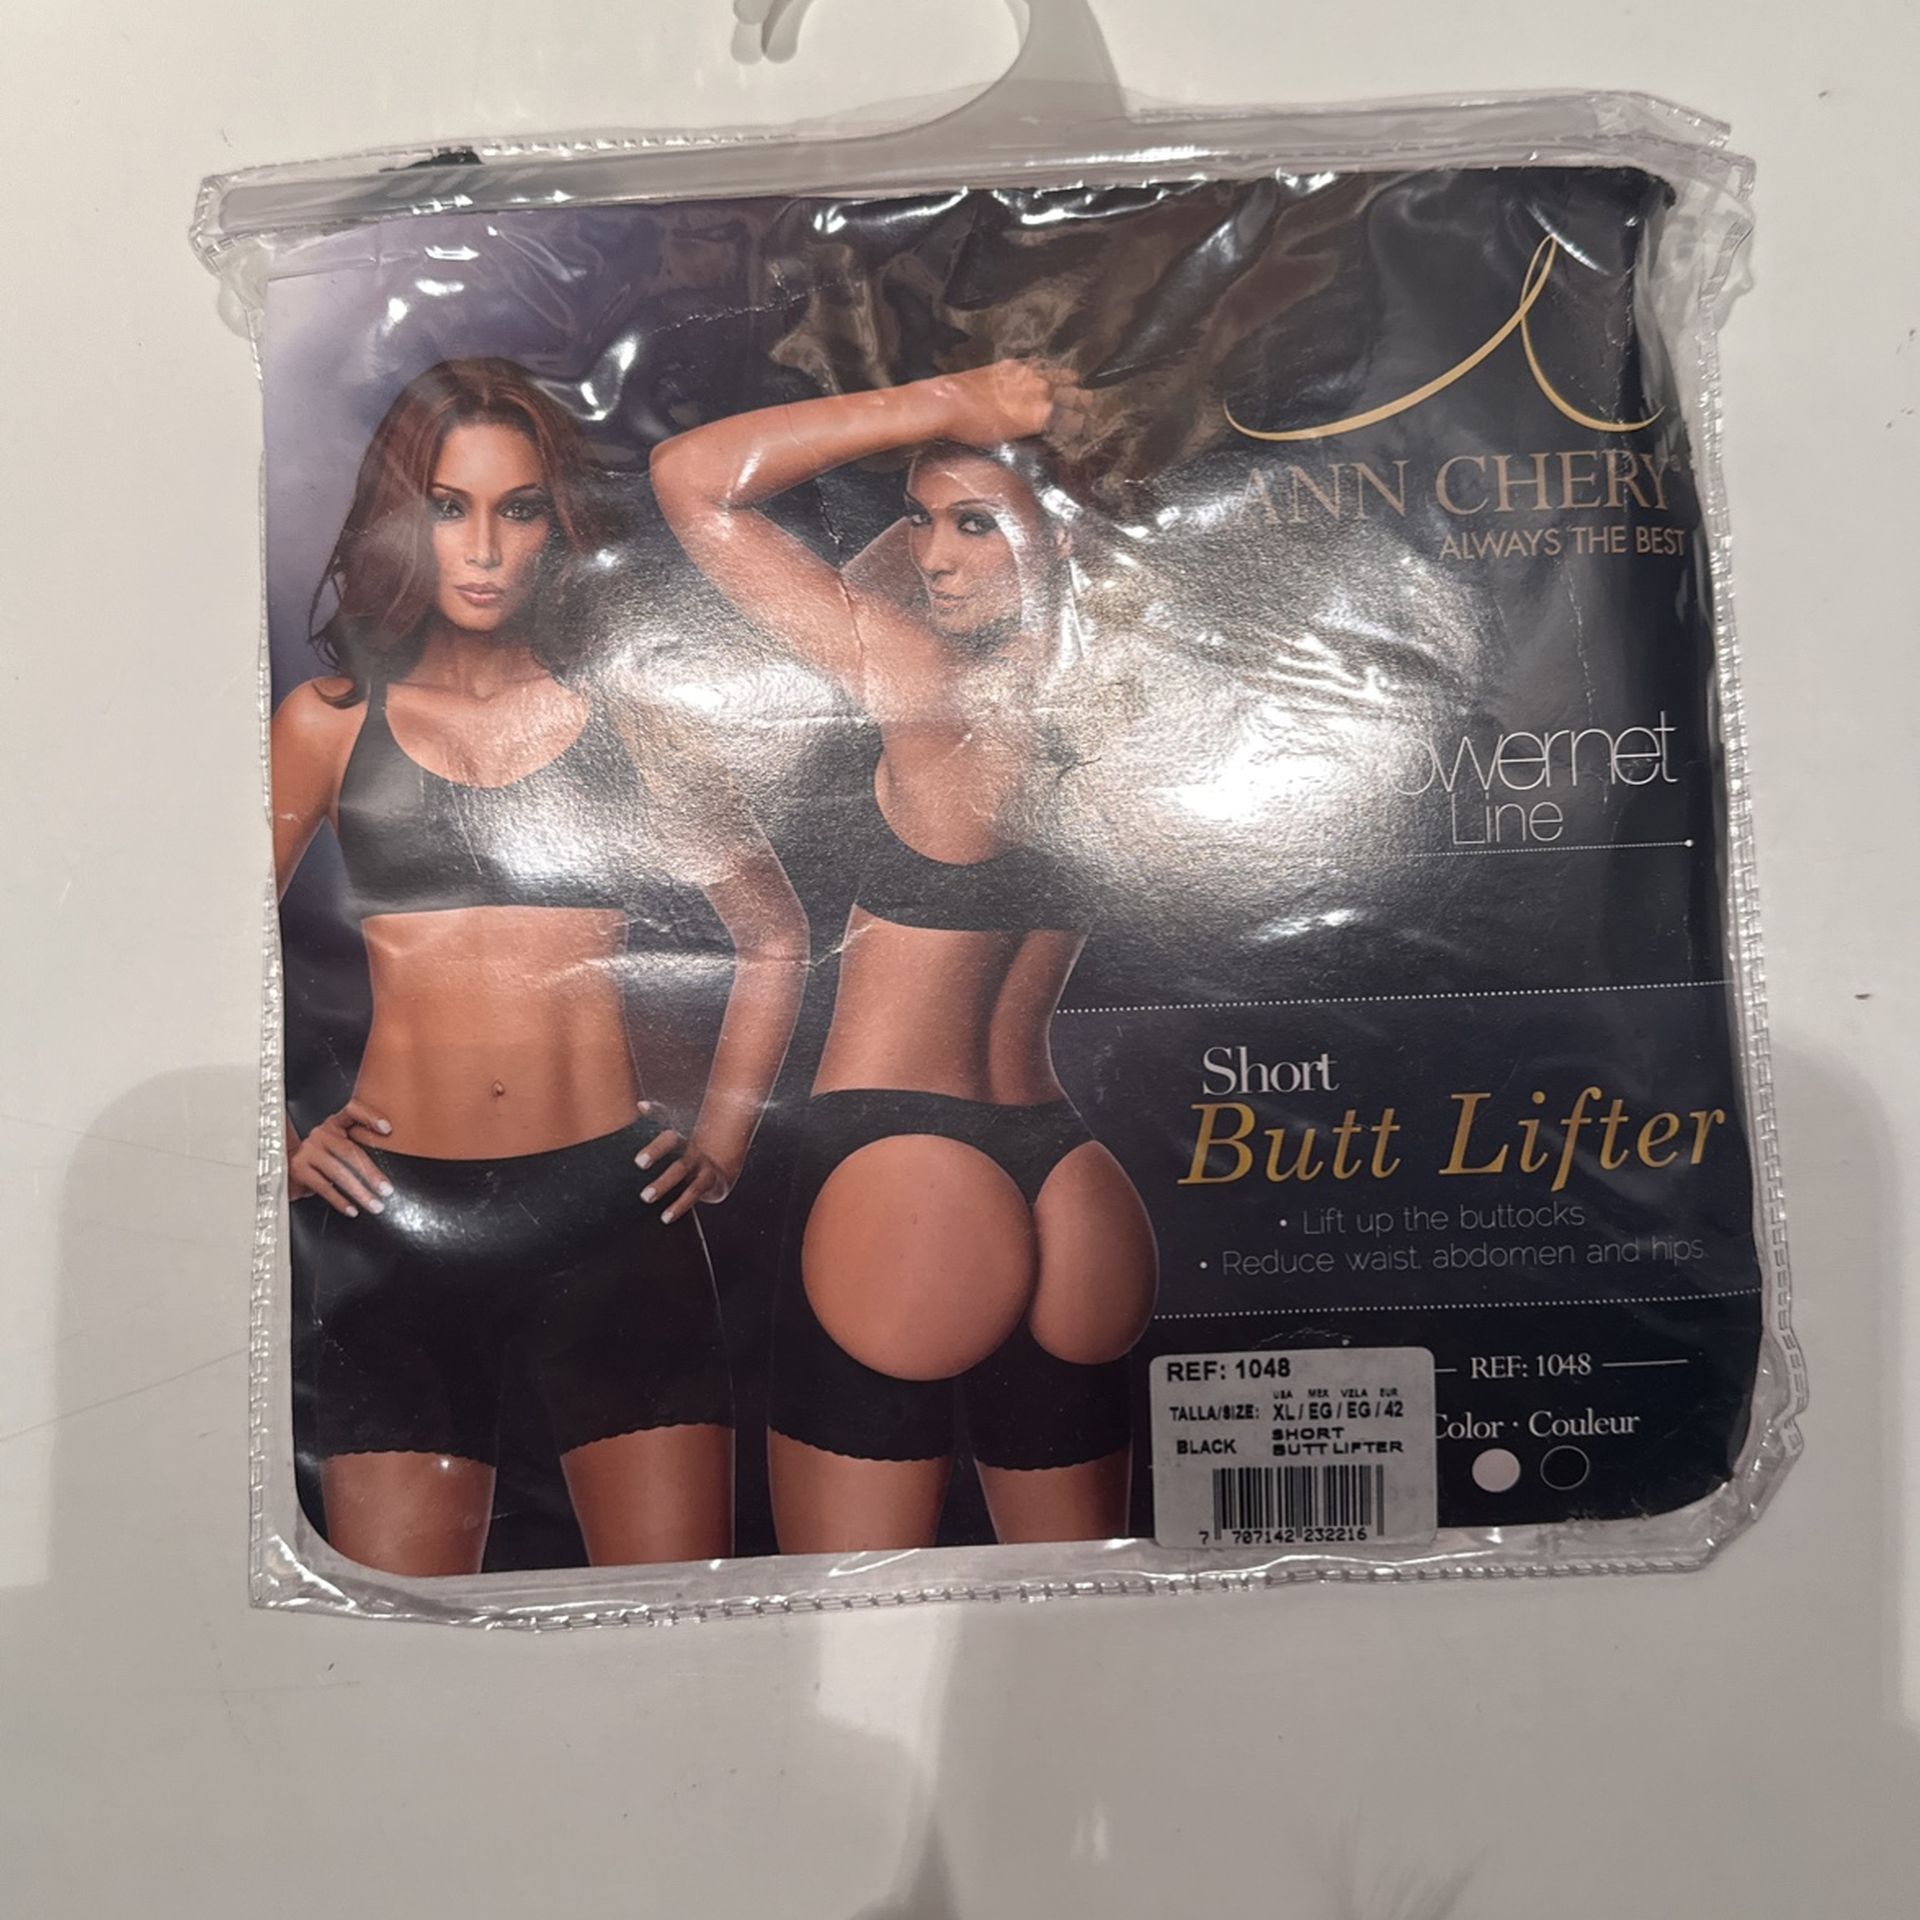 ANN CHERY
ALWAYS THE BEST
Line
Short
Butt Lifter
• Lift up the buttocks
• Reduce waist, abdomen and hips
REF: 1048
USA MEX VZLA EUR
TALLA/SIZE: XL / EG / EG / 42
BLACK SHORT
BUTT LIFTER
7 707142 232216
REF: 1048
Color · Couleur